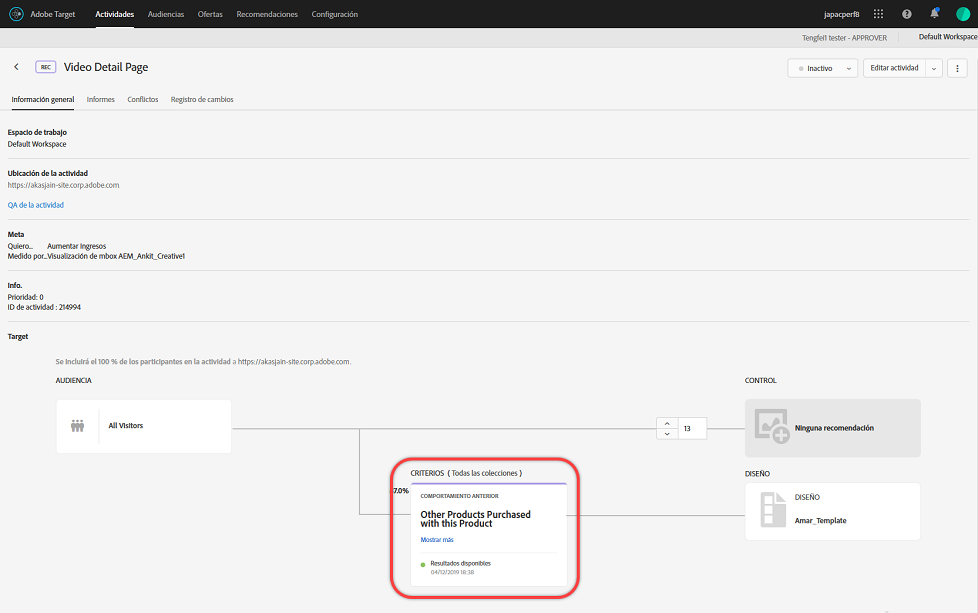 Adobe Target Actividades Audiencias Ofertas Recomendaciones Configuración japacperf8
Tengfei1 tester - APPROVER Default Workspace
REC Video Detail Page Inactivo Editar actividad
Información general Informes Conflictos Registro de cambios
Espacio de trabajo
Default Workspace
Ubicación de la actividad
https://akasjain-site.corp.adobe.com
QA de la actividad
Meta
Quiero... Aumentar Ingresos
Medido por...Visualización de mbox AEM_Ankit_Creative1
Info.
Prioridad: 0
ID de actividad : 214994
Target
Se incluirá el 100 % de los participantes en la actividad a https://akasjain-site.corp.adobe.com.
AUDIENCIA
All Visitors
CONTROL
13
Ninguna recomendación
CRITERIOS ( Todas las colecciones )
7.0%
COMPORTAMIENTO ANTERIOR
Other Products Purchased
with this Product
Mostrar más
Resultados disponibles
04/12/2019 18:38
DISEÑO
DISEÑO
Amar_Template